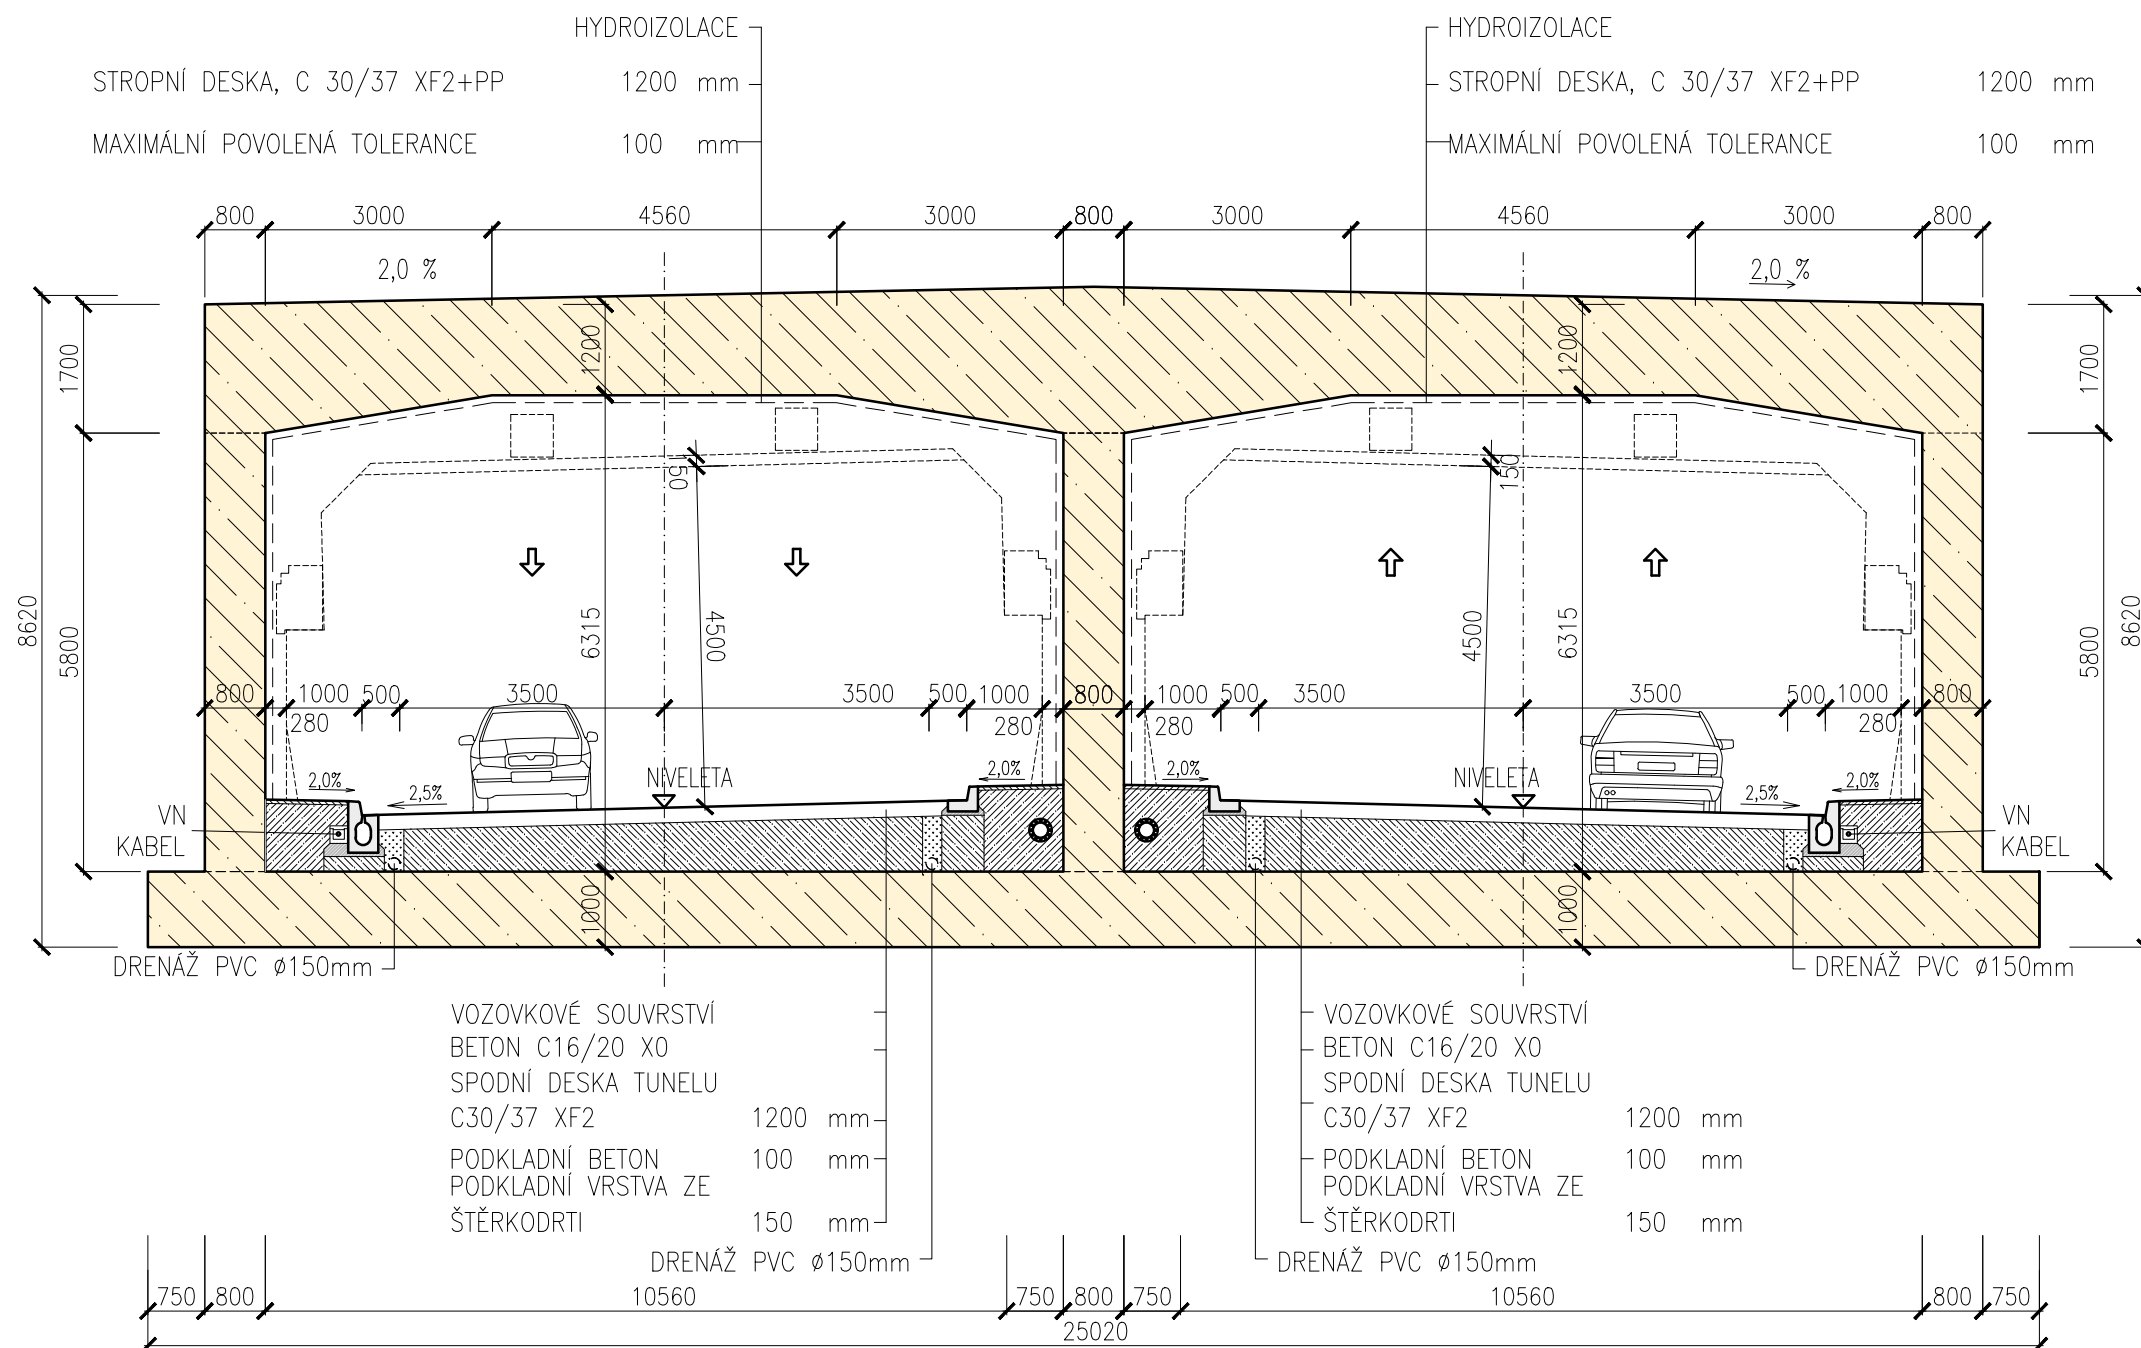 HYDROIZOLACE
HYDROIZOLACE
STROPNÍ DESKA, C 30/37 XF2+PP 1200 mm
STROPNÍ DESKA, C 30/37 XF2+PP 1200 mm
MAXIMÁLNÍ POVOLENÁ TOLERANCE 100 mm
MAXIMÁLNÍ POVOLENÁ TOLERANCE 100 mm
800 3000 4560 3000 800 3000 4560 3000 800
2,0 % 2,0 %
1700 1200 1200 1700
150 150
8620 5800 6315 4500 4500 6315 5800 8620
800 1000 500 3500 3500 500 1000 800 1000 500 3500 3500 500 1000 800
280 280 280 280
2,0% 2,5% NIVELETA 2,0% 2,0% NIVELETA 2,5% 2,0%
VN
KABEL
VN
KABEL
1000 1000
DRENÁŽ PVC Ø150mm
DRENÁŽ PVC Ø150mm
VOZOVKOVÉ SOUVRSTVÍ
BETON C16/20 X0
SPODNÍ DESKA TUNELU
C30/37 XF2 1200 mm
PODKLADNÍ BETON 100 mm
PODKLADNÍ VRSTVA ZE
ŠTĚRKODRTI 150 mm
DRENÁŽ PVC Ø150mm
VOZOVKOVÉ SOUVRSTVÍ
BETON C16/20 X0
SPODNÍ DESKA TUNELU
C30/37 XF2 1200 mm
PODKLADNÍ BETON 100 mm
PODKLADNÍ VRSTVA ZE
ŠTĚRKODRTI 150 mm
DRENÁŽ PVC Ø150mm
750 800 10560 750 800 750 10560 800 750
25020